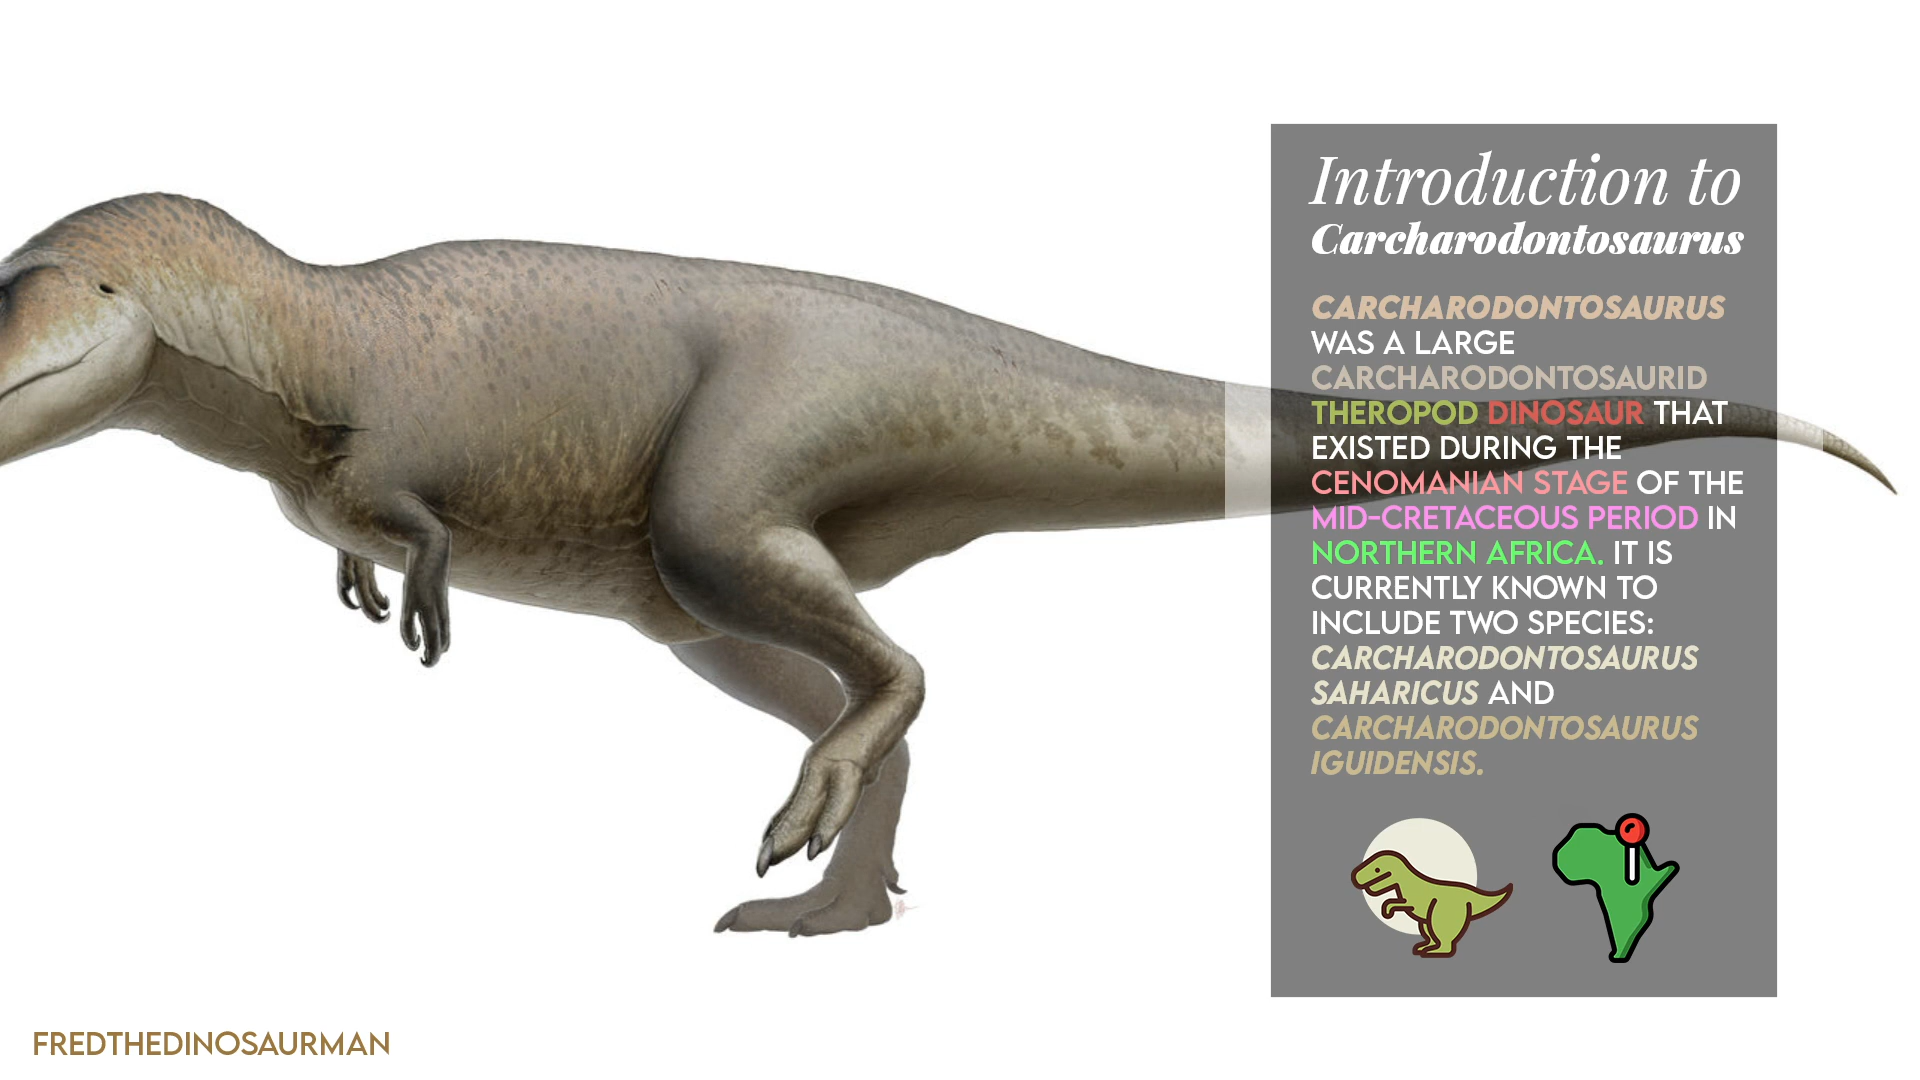 Introduction to
Carcharodontosaurus
CARCHARODONTOSAURUS
WAS A LARGE
CARCHARODONTOSAURID
THEROPOD DINOSAUR THAT
EXISTED DURING THE
CENOMANIAN STAGE OF THE
MID-CRETACEOUS PERIOD IN
NORTHERN AFRICA. IT IS
CURRENTLY KNOWN TO
INCLUDE TWO SPECIES:
CARCHARODONTOSAURUS
SAHARICUS AND
CARCHARODONTOSAURUS
IGUIDENSIS.
FREDTHEDINOSAURMAN